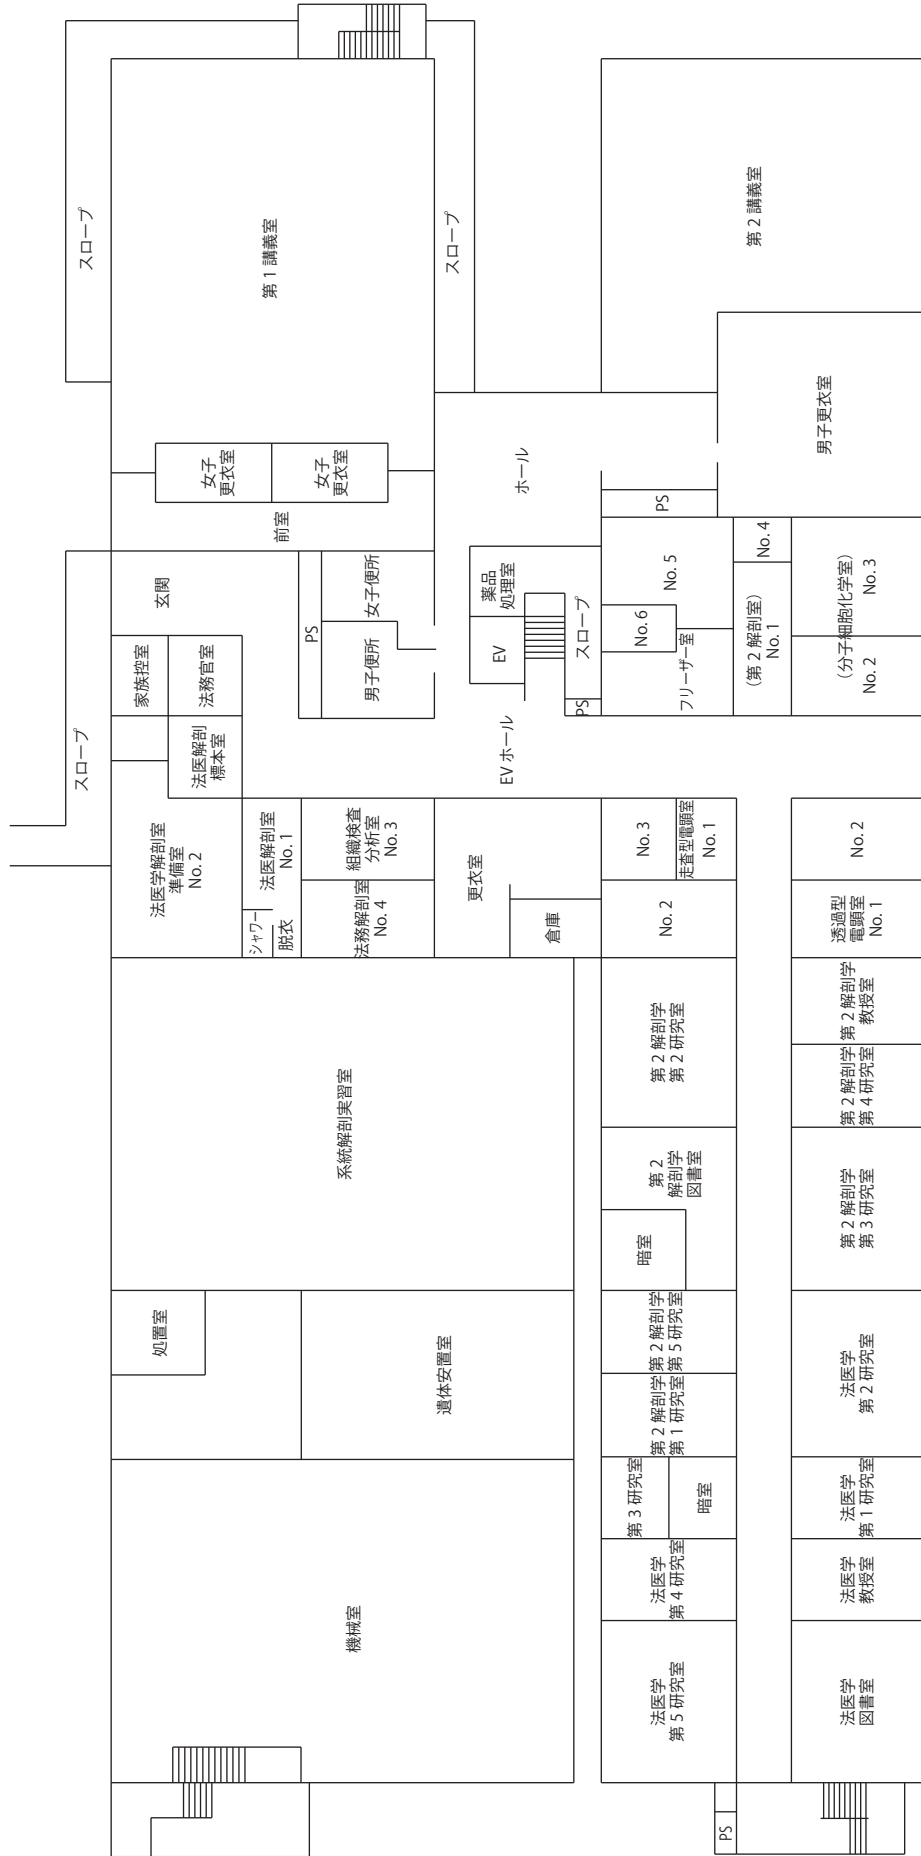 スロープ
スロープ
処置室
法医学解剖室
準備室
No. 2
家族控室
玄関
法医解剖
標本室
法務官室
女子
更衣室
女子
更衣室
前室
第 1 講義室
機械室
遺体安置室
系統解剖実習室
シャワー
脱衣
法医解剖室
No. 1
法務解剖室
No. 4
組織検査
分析室
No. 3
PS
男子便所
女子便所
スロープ
更衣室
倉庫
EV ホール
EV
薬品
処理室
ホール
スロープ
PS
法医学
第 5 研究室
法医学
第 4 研究室
第 3 研究室
暗室
第 2 解剖学
第 1 研究室
第 2 解剖学
第 5 研究室
暗室
第 2
解剖学
図書室
第 2 解剖学
第 2 研究室
No. 2
No. 3
走査型電顕室
No. 1
フリーザー室
No. 6
No. 5
PS
（第 2 解剖室）
No. 1
No. 4
第 2 講義室
PS
法医学
図書室
法医学
教授室
法医学
第 1 研究室
法医学
第 2 研究室
第 2 解剖学
第 3 研究室
第 2 解剖学
第 4 研究室
第 2 解剖学
教授室
透過型
電顕室
No. 1
No. 2
（分子細胞化学室）
No. 2
No. 3
男子更衣室